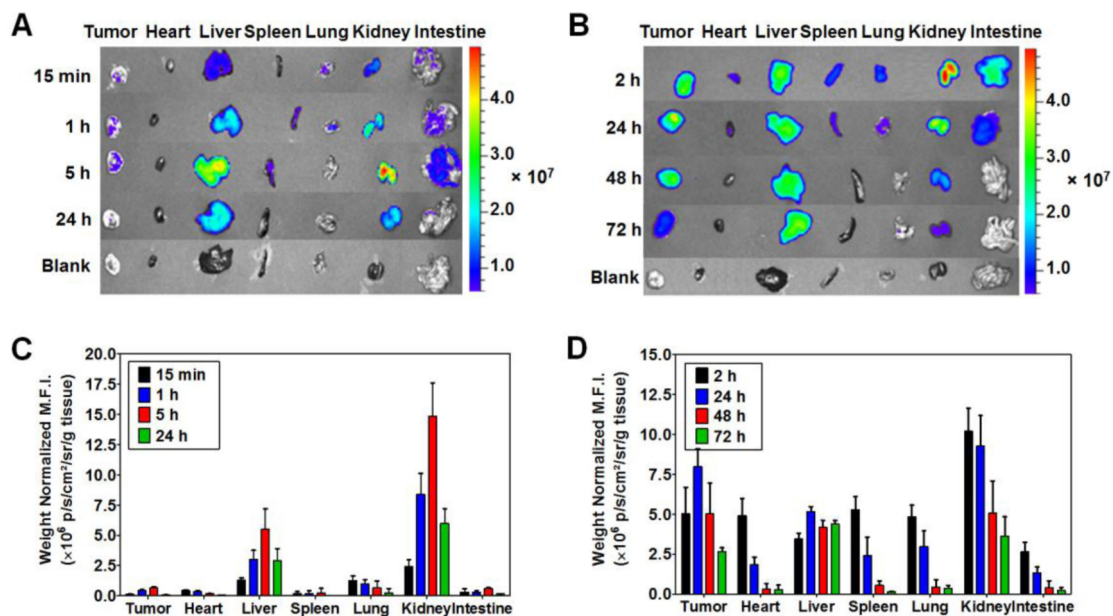 A
Tumor Heart Liver Spleen Lung Kidney Intestine
15 min
1 h
5 h
24 h
Blank
4.0
3.0
× 10⁷
2.0
1.0
B
Tumor Heart Liver Spleen Lung Kidney Intestine
2 h
24 h
48 h
72 h
Blank
4.0
3.0
× 10⁷
2.0
1.0
C
Weight Normalized M.F.I.
(×10⁶ p/s/cm²/sr/g tissue)
20.0
17.5
15.0
12.5
10.0
7.5
5.0
2.5
0.0
15 min
1 h
5 h
24 h
Tumor Heart Liver Spleen Lung Kidney Intestine
D
Weight Normalized M.F.I.
(×10⁶ p/s/cm²/sr/g tissue)
15.0
12.5
10.0
7.5
5.0
2.5
0.0
2 h
24 h
48 h
72 h
Tumor Heart Liver Spleen Lung Kidney Intestine